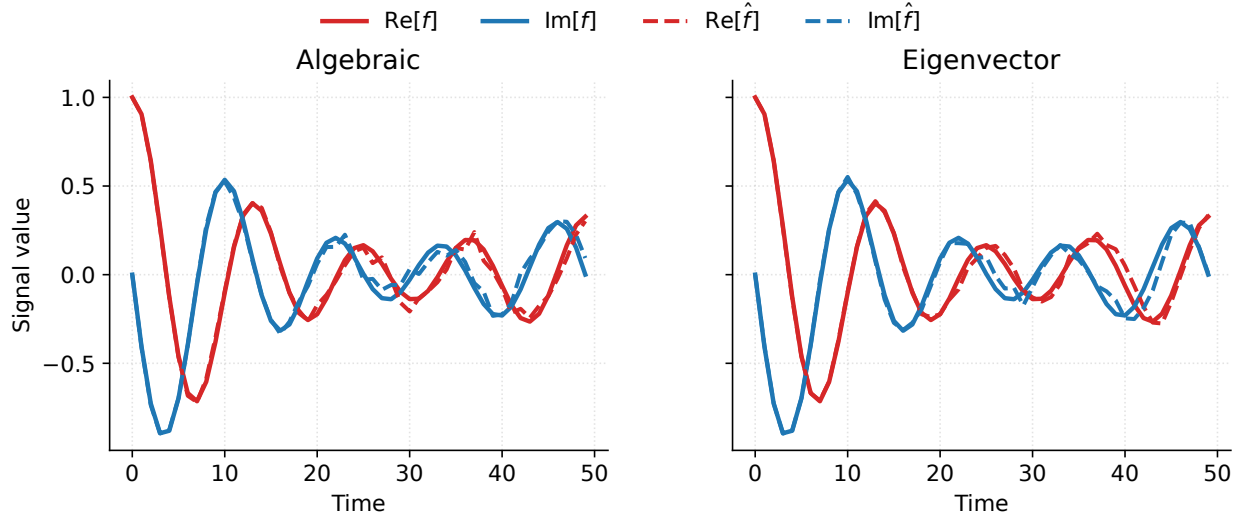 Re[f] Im[f] Re[f̂] Im[f̂]
Algebraic
Signal value
1.0
0.5
0.0
−0.5
0 10 20 30 40 50
Time
Eigenvector
0 10 20 30 40 50
Time